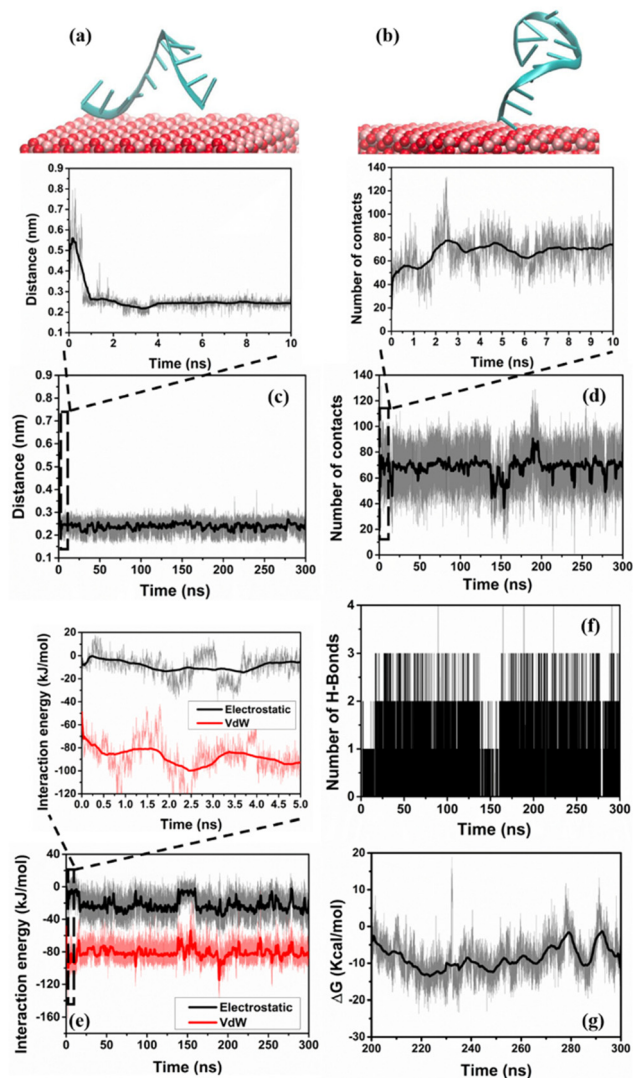 (a)
(b)
Distance (nm)
0.9
0.8
0.7
0.6
0.5
0.4
0.3
0.2
0.1
0 2 4 6 8 10
Time (ns)
Number of contacts
140
120
100
80
60
40
20
0
0 1 2 3 4 5 6 7 8 9 10
Time (ns)
(c)
Distance (nm)
0.9
0.8
0.7
0.6
0.5
0.4
0.3
0.2
0.1
0 50 100 150 200 250 300
Time (ns)
(d)
Number of contacts
140
120
100
80
60
40
20
0
0 50 100 150 200 250 300
Time (ns)
Interaction energy (kJ/mol)
20
0
-20
-40
-60
-80
-100
-120
Electrostatic
VdW
0.0 0.5 1.0 1.5 2.0 2.5 3.0 3.5 4.0 4.5 5.0
Time (ns)
(f)
Number of H-Bonds
4
3
2
1
0
0 50 100 150 200 250 300
Time (ns)
Interaction energy (kJ/mol)
40
0
-40
-80
-120
-160
Electrostatic
VdW
(e)
0 50 100 150 200 250 300
Time (ns)
ΔG (Kcal/mol)
20
10
0
-10
-20
-30
(g)
200 220 240 260 280 300
Time (ns)